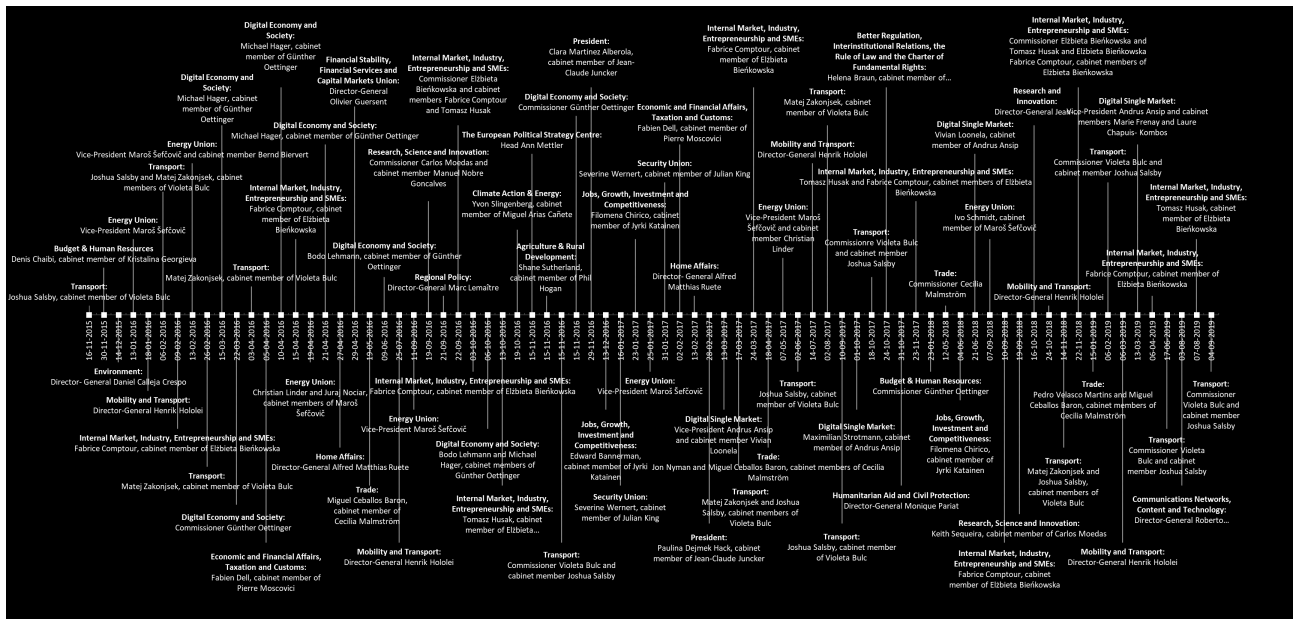 Digital Economy and
Society:
Michael Hager, cabinet
member of Günther
Oettinger
Financial Stability,
Financial Services and
Capital Markets Union:
Director-General
Olivier Guersent
Internal Market, Industry,
Entrepreneurship and SMEs:
Commissioner Elżbieta
Bieńkowska and cabinet
members Fabrice Comptour
and Tomasz Husak
President:
Clara Martinez Alberola,
cabinet member of Jean-
Claude Juncker
Internal Market, Industry,
Entrepreneurship and SMEs:
Fabrice Comptour, cabinet
member of Elżbieta
Bieńkowska
Better Regulation,
Interinstitutional Relations, the
Rule of Law and the Charter of
Fundamental Rights:
Helena Braun, cabinet member of...
Internal Market, Industry,
Entrepreneurship and SMEs:
Commissioner Elżbieta Bieńkowska and
Tomasz Husak and Elżbieta Bieńkowska
Fabrice Comptour, cabinet member of
Elżbieta Bieńkowska
Digital Economy and
Society:
Michael Hager, cabinet
member of Günther
Oettinger
Digital Economy and Society:
Michael Hager, cabinet member of Günther Oettinger
Digital Economy and Society:
Commissioner Günther Oettinger
Economic and Financial Affairs,
Taxation and Customs:
Fabien Dell, cabinet member of
Pierre Moscovici
Transport:
Matej Zakonjsek, cabinet
member of Violeta Bulc
Digital Single Market:
Vivian Loonela, cabinet
member of Andrus Ansip
Research and
Innovation:
Director-General Jean
Digital Single Market:
Vice-President Andrus Ansip and cabinet
members Marie Frenay and Laure
Chapuis- Kombos
Energy Union:
Vice-President Maroš Šefčovič and cabinet member Bernd Biervert
Transport:
Joshua Salsby and Matej Zakonjsek, cabinet
members of Violeta Bulc
Research, Science and Innovation:
Commissioner Carlos Moedas and
cabinet member Manuel Nobre
Goncalves
The European Political Strategy Centre:
Head Ann Mettler
Security Union:
Severine Wernert, cabinet member of Julian King
Mobility and Transport:
Director-General Henrik Hololei
Internal Market, Industry, Entrepreneurship and SMEs:
Tomasz Husak and Fabrice Comptour, cabinet members of Elżbieta
Bieńkowska
Transport:
Commissioner Violeta Bulc and
cabinet member Joshua Salsby
Internal Market, Industry,
Entrepreneurship and SMEs:
Fabrice Comptour, cabinet
member of Elżbieta
Bieńkowska
Climate Action & Energy:
Yvon Slingenberg, cabinet
member of Miguel Arias Cañete
Jobs, Growth, Investment and
Competitiveness:
Filomena Chirico, cabinet
member of Jyrki Katainen
Energy Union:
Vice-President Maroš
Šefčovič and cabinet
member Christian
Linder
Energy Union:
Ivo Schmidt, cabinet
member of Maroš Šefčovič
Internal Market, Industry,
Entrepreneurship and SMEs:
Tomasz Husak, cabinet
member of Elżbieta
Bieńkowska
Energy Union:
Vice-President Maroš Šefčovič
Budget & Human Resources
Denis Chaibi, cabinet member of Kristalina Georgieva
Digital Economy and Society:
Bodo Lehmann, cabinet member of Günther
Oettinger
Agriculture & Rural
Development:
Shane Sutherland,
cabinet member of Phil
Hogan
Transport:
Commissionre Violeta Bulc
and cabinet member
Joshua Salsby
Transport:
Joshua Salsby, cabinet member of Violeta Bulc
Transport:
Matej Zakonjsek, cabinet member of Violeta Bulc
Regional Policy:
Director-General Marc Lemaître
Home Affairs:
Director- General Alfred
Matthias Ruete
Trade:
Commissioner Cecilia
Malmström
Mobility and Transport:
Director-General Henrik Hololei
Internal Market, Industry,
Entrepreneurship and SMEs:
Fabrice Comptour, cabinet member of
Elżbieta Bieńkowska
16-11-2015
30-11-2015
14-12-2015
13-01-2016
18-01-2016
06-02-2016
09-02-2016
13-02-2016
26-02-2016
15-03-2016
22-03-2016
03-04-2016
05-04-2016
10-04-2016
15-04-2016
19-04-2016
21-04-2016
27-04-2016
29-04-2016
19-05-2016
09-06-2016
25-07-2016
11-09-2016
19-09-2016
21-09-2016
22-09-2016
03-10-2016
06-10-2016
13-10-2016
19-10-2016
15-11-2016
15-11-2016
29-11-2016
16-01-2017
23-01-2017
25-01-2017
31-01-2017
02-02-2017
07-02-2017
28-02-2017
13-03-2017
17-03-2017
24-03-2017
18-04-2017
27-05-2017
02-06-2017
14-07-2017
02-08-2017
10-09-2017
01-10-2017
18-10-2017
24-10-2017
31-10-2017
23-01-2018
12-05-2018
04-06-2018
21-06-2018
07-09-2018
16-10-2018
24-10-2018
14-11-2018
22-11-2018
15-01-2019
06-02-2019
06-03-2019
13-03-2019
06-04-2019
17-06-2019
03-08-2019
07-08-2019
04-09-2019
Environment:
Director- General Daniel Calleja Crespo
Mobility and Transport:
Director-General Henrik Hololei
Internal Market, Industry, Entrepreneurship and SMEs:
Fabrice Comptour, cabinet member of Elżbieta Bieńkowska
Transport:
Matej Zakonjsek, cabinet member of Violeta Bulc
Digital Economy and Society:
Commissioner Günther Oettinger
Economic and Financial Affairs,
Taxation and Customs:
Fabien Dell, cabinet member of
Pierre Moscovici
Energy Union:
Christian Linder and Juraj Nociar,
cabinet members of Maroš
Šefčovič
Home Affairs:
Director-General Alfred Matthias Ruete
Trade:
Miguel Ceballos Baron,
cabinet member of
Cecilia Malmström
Mobility and Transport:
Director-General Henrik Hololei
Internal Market, Industry, Entrepreneurship and SMEs:
Fabrice Comptour, cabinet member of Elżbieta Bieńkowska
Energy Union:
Vice-President Maroš Šefčovič
Digital Economy and Society:
Bodo Lehmann and Michael
Hager, cabinet members of
Günther Oettinger
Internal Market, Industry,
Entrepreneurship and SMEs:
Tomasz Husak, cabinet
member of Elżbieta...
Transport:
Commissioner Violeta Bulc and
cabinet member Joshua Salsby
Jobs, Growth,
Investment and
Competitiveness:
Edward Bannerman,
cabinet member of Jyrki
Katainen
Security Union:
Severine Wernert, cabinet
member of Julian King
Energy Union:
Vice-President Maroš Šefčovič
Digital Single Market:
Vice-President Andrus Ansip
and cabinet member Vivian
Loonela
Trade:
Jon Nyman and Miguel Ceballos Baron, cabinet members of Cecilia
Malmström
Transport:
Matej Zakonjsek and Joshua
Salsby, cabinet members of
Violeta Bulc
President:
Paulina Dejmek Hack, cabinet
member of Jean-Claude Juncker
Transport:
Joshua Salsby, cabinet
member of Violeta Bulc
Digital Single Market:
Maximilian Strotmann, cabinet
member of Andrus Ansip
Humanitarian Aid and Civil Protection:
Director-General Monique Pariat
Transport:
Joshua Salsby, cabinet member
of Violeta Bulc
Budget & Human Resources:
Commissioner Günther Oettinger
Jobs, Growth,
Investment and
Competitiveness:
Filomena Chirico,
cabinet member of
Jyrki Katainen
Research, Science and Innovation:
Keith Sequeira, cabinet member of Carlos Moedas
Internal Market, Industry,
Entrepreneurship and SMEs:
Fabrice Comptour, cabinet
member of Elżbieta Bieńkowska
Trade:
Pedro Velasco Martins and Miguel
Ceballos Baron, cabinet members of
Cecilia Malmström
Transport:
Matej Zakonjsek and
Joshua Salsby,
cabinet members of
Violeta Bulc
Mobility and Transport:
Director-General Henrik Hololei
Transport:
Commissioner Violeta
Bulc and cabinet
member Joshua Salsby
Transport:
Commissioner
Violeta Bulc and
cabinet member
Joshua Salsby
Communications Networks,
Content and Technology:
Director-General Roberto...